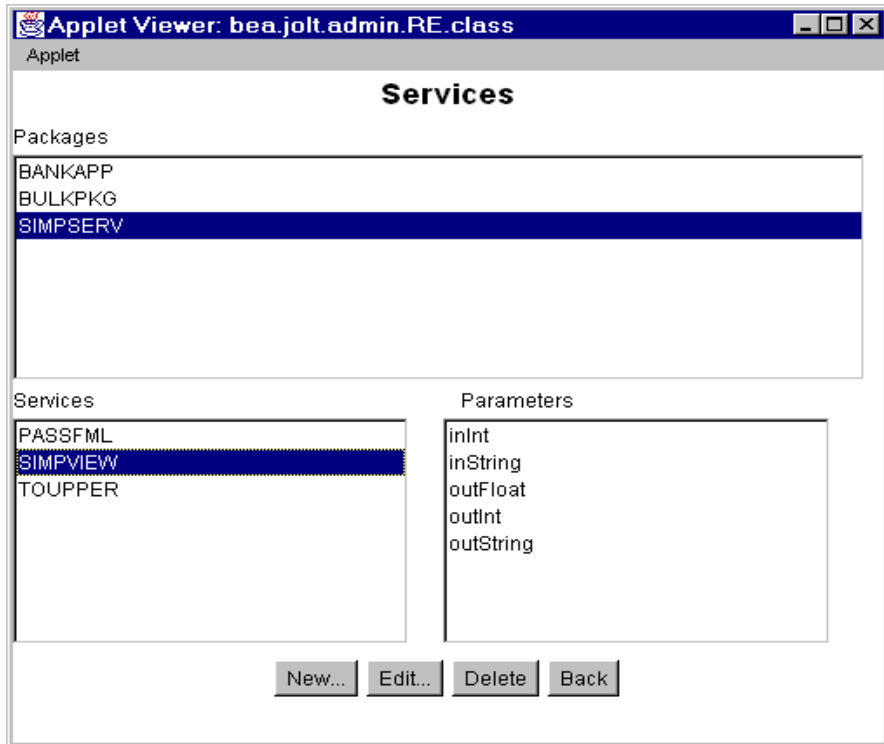 Applet Viewer: bea.jolt.admin.RE.class
Applet
Services
Packages
BANKAPP
BULKPKG
SIMPSERV
Services
PASSFML
SIMPVIEW
TOUPPER
Parameters
inInt
inString
outFloat
outInt
outString
New... Edit... Delete Back